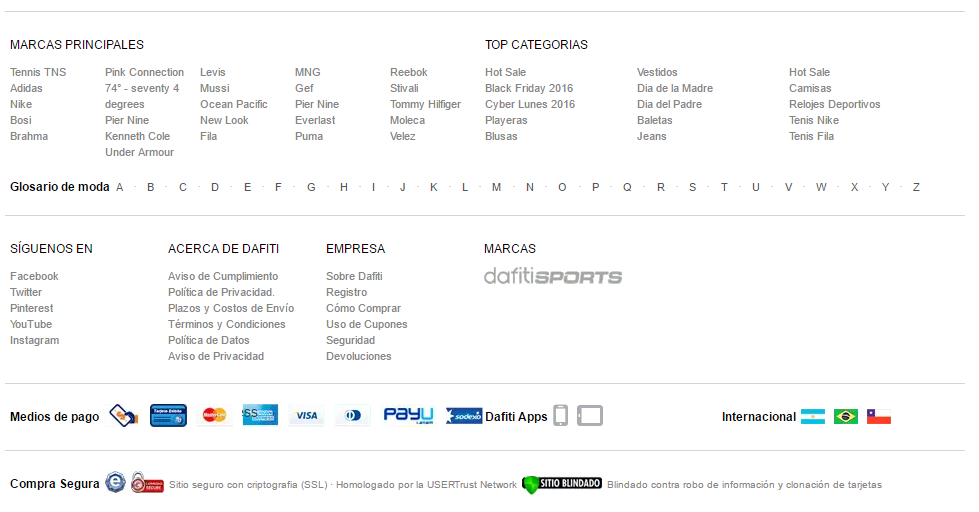 MARCAS PRINCIPALES
Tennis TNS
Adidas
Nike
Bosi
Brahma
Pink Connection
74° - seventy 4
degrees
Pier Nine
Kenneth Cole
Under Armour
Levis
Mussi
Ocean Pacific
New Look
Fila
MNG
Gef
Pier Nine
Everlast
Puma
Reebok
Stivali
Tommy Hilfiger
Moleca
Velez
TOP CATEGORIAS
Hot Sale
Black Friday 2016
Cyber Lunes 2016
Playeras
Blusas
Vestidos
Dia de la Madre
Dia del Padre
Baletas
Jeans
Hot Sale
Camisas
Relojes Deportivos
Tenis Nike
Tenis Fila
Glosario de moda A · B · C · D · E · F · G · H · I · J · K · L · M · N · O · P · Q · R · S · T · U · V · W · X · Y · Z
SÍGUENOS EN
Facebook
Twitter
Pinterest
YouTube
Instagram
ACERCA DE DAFITI
Aviso de Cumplimiento
Política de Privacidad.
Plazos y Costos de Envío
Términos y Condiciones
Política de Datos
Aviso de Privacidad
EMPRESA
Sobre Dafiti
Registro
Cómo Comprar
Uso de Cupones
Seguridad
Devoluciones
MARCAS
dafitiSPORTS
Medios de pago Tarjeta Débito MasterCard VISA PayU Latam sodexo Dafiti Apps Internacional
Compra Segura e SECURE Sitio seguro con criptografia (SSL) · Homologado por la USERTrust Network SITIO BLINDADO Blindado contra robo de información y clonación de tarjetas